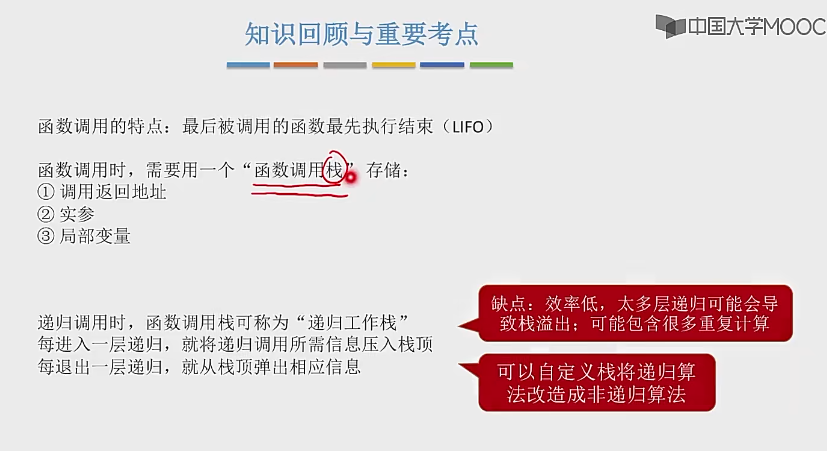 知识回顾与重要考点
中国大学MOOC
函数调用的特点：最后被调用的函数最先执行结束（LIFO）
函数调用时，需要用一个“函数调用栈”存储：
① 调用返回地址
② 实参
③ 局部变量
递归调用时，函数调用栈可称为“递归工作栈”
每进入一层递归，就将递归调用所需信息压入栈顶
每退出一层递归，就从栈顶弹出相应信息
缺点：效率低，太多层递归可能会导
致栈溢出；可能包含很多重复计算
可以自定义栈将递归算
法改造成非递归算法